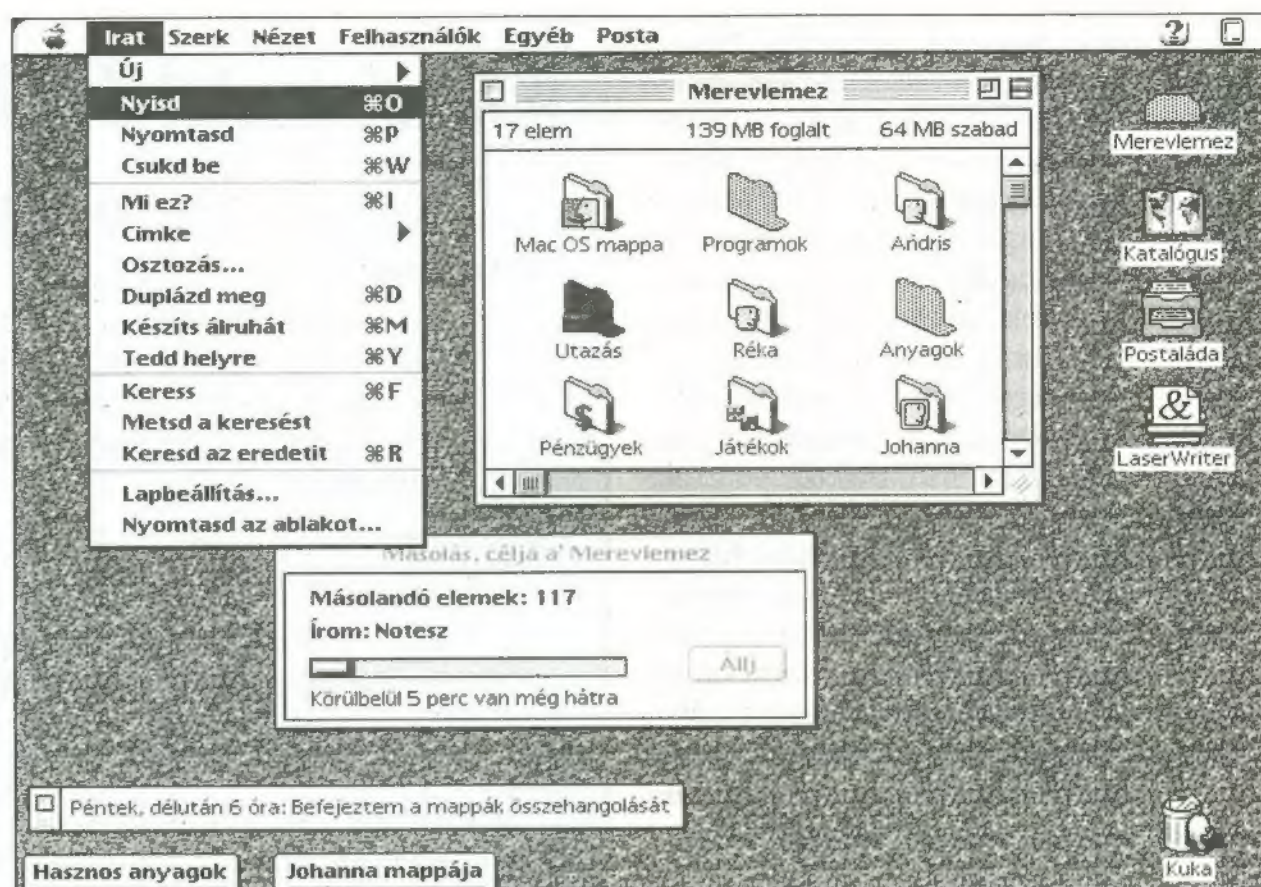 Irat Szerk Nézet Felhasználók Egyéb Posta
Új
Nyisd ⌘O
Nyomtasd ⌘P
Csukd be ⌘W
Mi ez? ⌘I
Cimke
Osztozás...
Duplázd meg ⌘D
Készíts álruhát ⌘M
Tedd helyre ⌘Y
Keress ⌘F
Metsd a keresést
Keresd az eredetit ⌘R
Lapbeállítás...
Nyomtasd az ablakot...
Merevlemez
17 elem 139 MB foglalt 64 MB szabad
Mac OS mappa Programok Andris
Utazás Réka Anyagok
Pénzügyek Játékok Johanna
Merevlemez
Katalógus
Postaláda
&
LaserWriter
Másolás, célja a' Merevlemez
Másolandó elemek: 117
Írom: Notesz
Állj
Körülbelül 5 perc van még hátra
Péntek, délután 6 óra: Befejeztem a mappák összehangolását
Hasznos anyagok Johanna mappája
Kuka